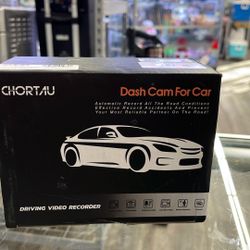 CHORTAU
Dash Cam For Car
Automatic Record All The Road Conditions
Effective Record Accidents And Prevent
Your Most Reliable Partner On The Road!
DRIVING VIDEO RECORDER